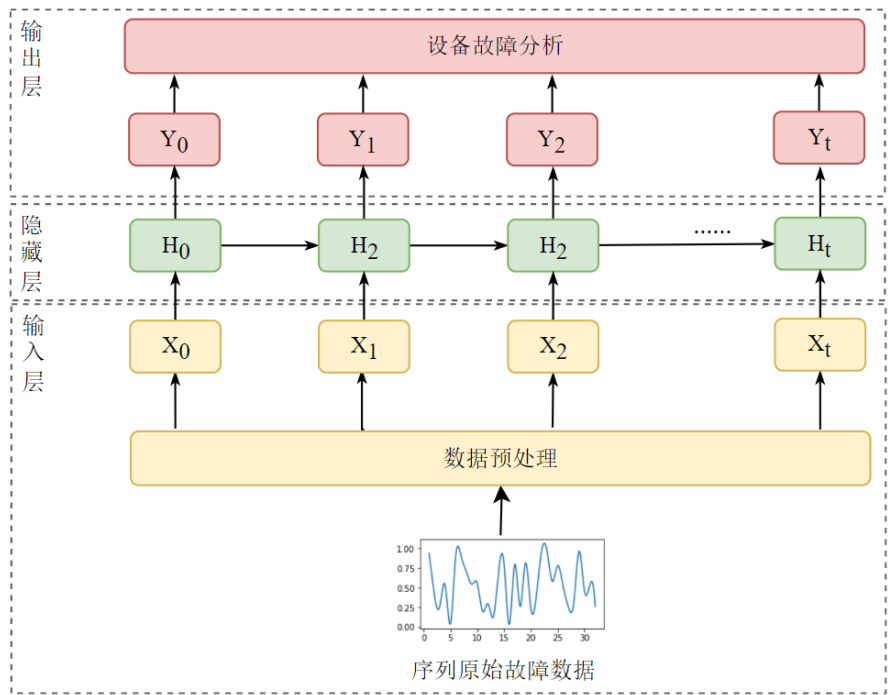 输出层
设备故障分析
Y0 Y1 Y2 Yt
隐藏层
H0 H2 H2 ...... Ht
输入层
X0 X1 X2 Xt
数据预处理
1.00
0.75
0.50
0.25
0.00
0 5 10 15 20 25 30
序列原始故障数据